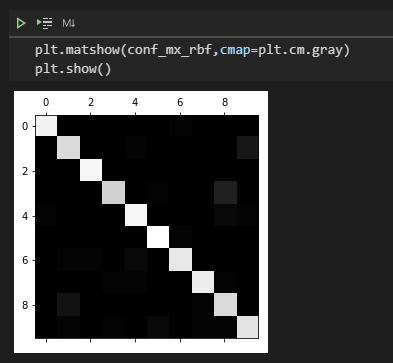 M↓
plt.matshow(conf_mx_rbf,cmap=plt.cm.gray)
plt.show()
0 2 4 6 8
0
2
4
6
8